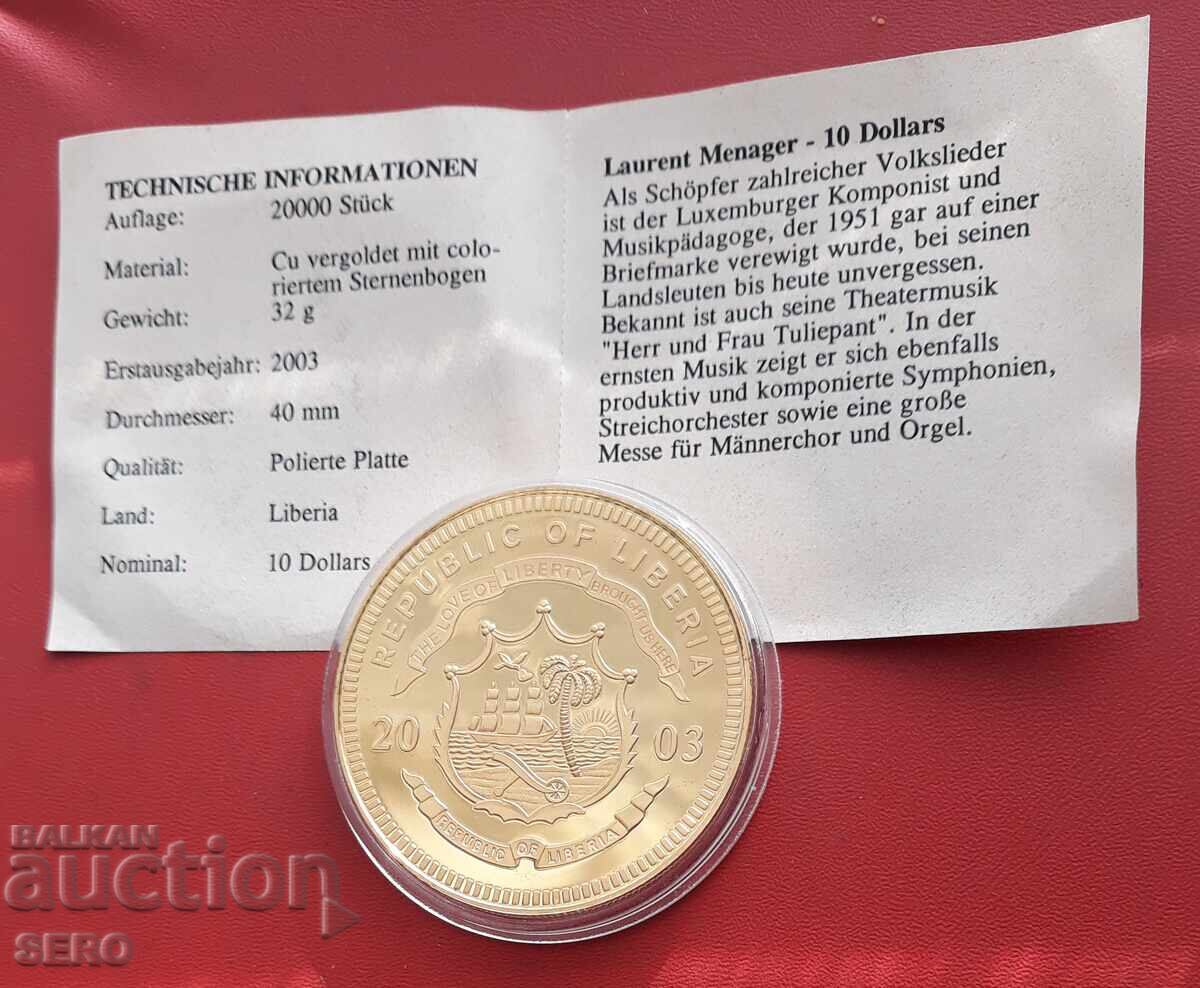 TECHNISCHE INFORMATIONEN
Auflage: 20000 Stück
Material: Cu vergoldet mit colo-
riertem Sternenbogen
Gewicht: 32 g
Erstausgabejahr: 2003
Durchmesser: 40 mm
Qualität: Polierte Platte
Land: Liberia
Nominal: 10 Dollars
Laurent Menager - 10 Dollars
Als Schöpfer zahlreicher Volkslieder
ist der Luxemburger Komponist und
Musikpädagoge, der 1951 gar auf einer
Briefmarke verewigt wurde, bei seinen
Landsleuten bis heute unvergessen.
Bekannt ist auch seine Theatermusik
"Herr und Frau Tuliepant". In der
ernsten Musik zeigt er sich ebenfalls
produktiv und komponierte Symphonien,
Streichorchester sowie eine große
Messe für Männerchor und Orgel.
REPUBLIC OF LIBERIA
THE LOVE OF LIBERTY BROUGHT US HERE
20 03
REPUBLIC OF LIBERIA
BALKAN
auction
SERO